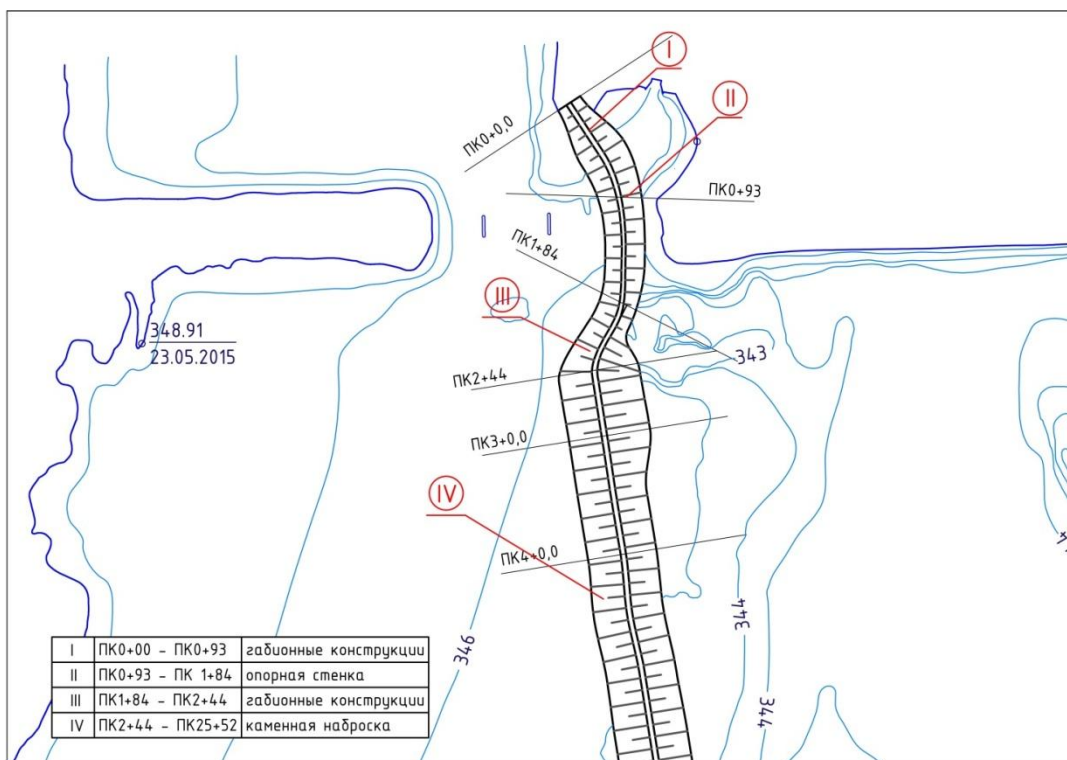 I
II
ПК0+0,0
ПК0+93
ПК1+84
III
348.91
23.05.2015
343
ПК2+44
ПК3+0,0
IV
ПК4+0,0
346
344
344
I ПК0+00 - ПК0+93 габионные конструкции
II ПК0+93 - ПК 1+84 опорная стенка
III ПК1+84 - ПК2+44 габионные конструкции
IV ПК2+44 - ПК25+52 каменная наброска